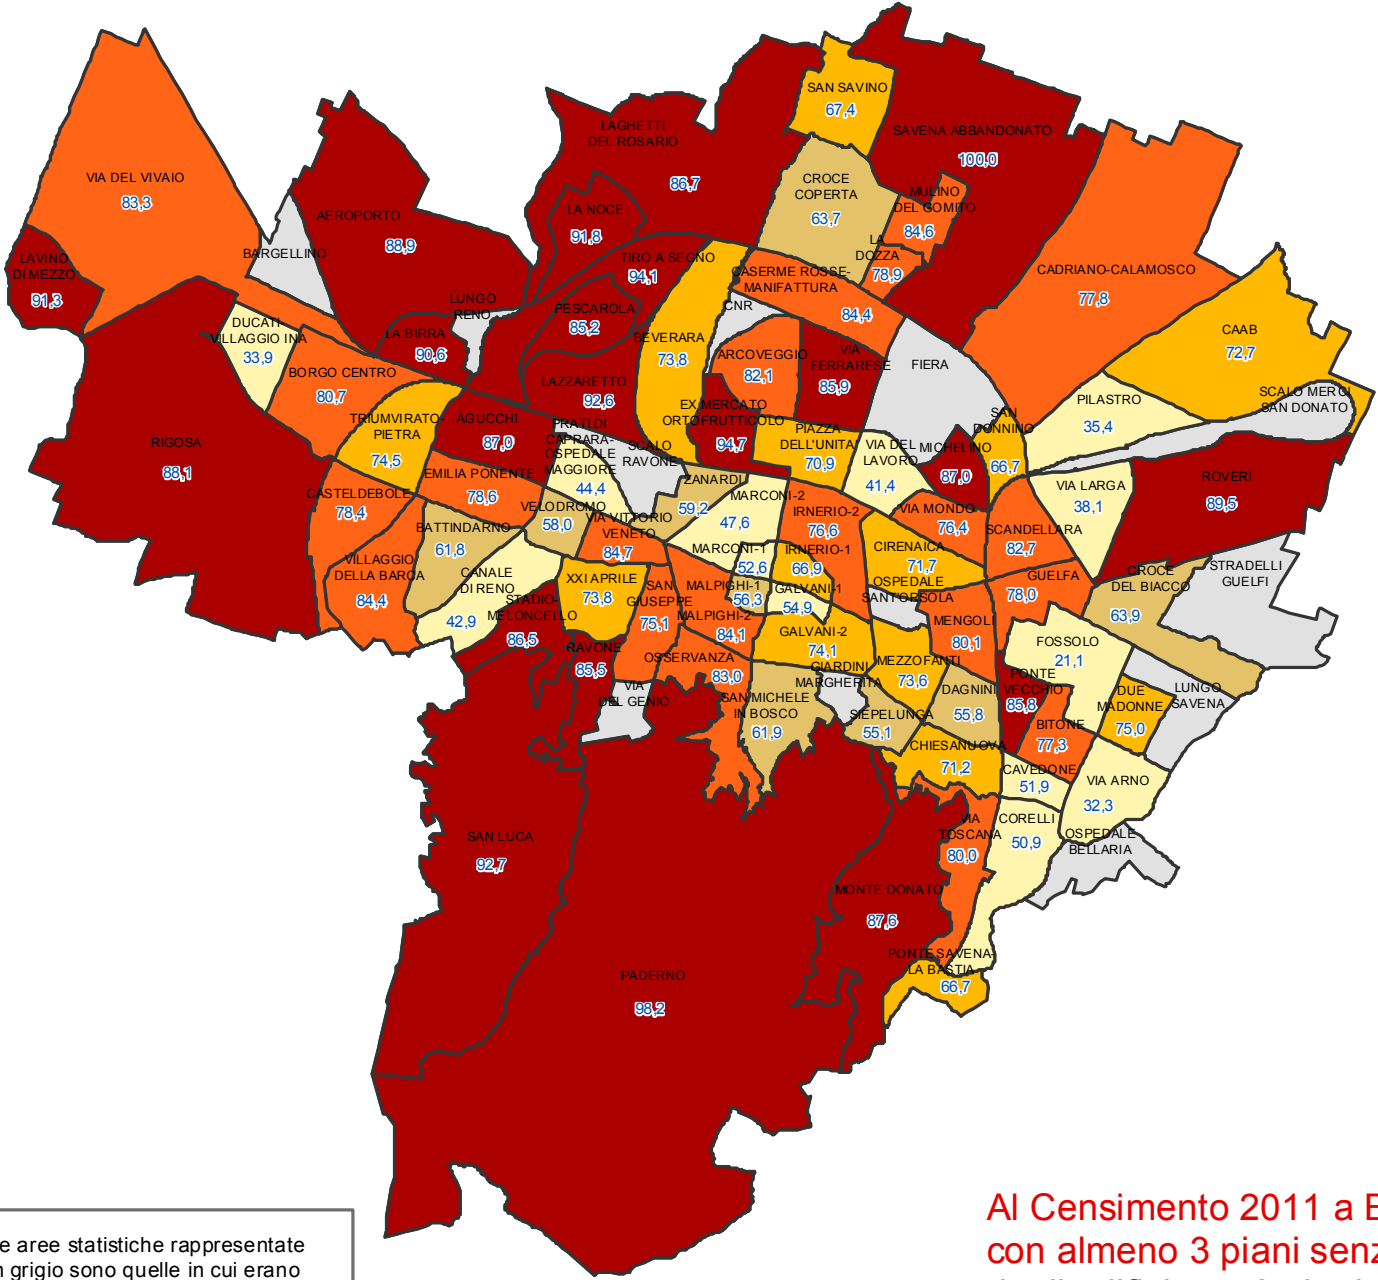 SAN SAVINO
67,4
LAGHETTI
DEL ROSARIO
86,7
SAVENA ABBANDONATO
100,0
VIA DEL VIVAIO
83,3
CROCE
COPERTA
63,7
MULINO
DEL GOMITO
84,6
LA NOCE
91,8
AEROPORTO
88,9
BARGELLINO
LAVINO
DI MEZZO
91,3
TIRO A SEGNO
94,1
LA
DOZZA
78,9
CASERME ROSSE-
MANIFATTURA
84,4
CADRIANO-CALAMOSCO
77,8
LUNGO
RENO
PESCAROLA
85,2
CNR
DUCATI-
VILLAGGIO INA
33,9
LA BIRRA
90,6
BEVERARA
73,8
ARCOVEGGIO
82,1
VIA
FERRARESE
85,9
FIERA
CAAB
72,7
BORGO CENTRO
80,7
LAZZARETTO
92,6
SCALO MERCI
SAN DONATO
PILASTRO
35,4
TRIUMVIRATO-
PIETRA
74,5
AGUCCHI
87,0
PRATI DI
CAPRARA-
OSPEDALE
MAGGIORE
44,4
SCALO
RAVONE
EX MERCATO
ORTOFRUTTICOLO
94,7
PIAZZA
DELL'UNITA'
70,9
VIA DEL
LAVORO
41,4
MICHELINO
87,0
SAN
DONNINO
66,7
RIGOSA
88,1
EMILIA PONENTE
78,6
ZANARDI
59,2
VIA LARGA
38,1
ROVERI
89,5
CASTELDEBOLE
78,4
VELODROMO
58,0
MARCONI-2
47,6
IRNERIO-2
76,6
VIA MONDO
76,4
SCANDELLARA
82,7
BATTINDARNO
61,8
VIA VITTORIO
VENETO
84,7
MARCONI-1
52,6
IRNERIO-1
66,9
CIRENAICA
71,7
VILLAGGIO
DELLA BARCA
84,4
CANALE
DI RENO
42,9
XXI APRILE
73,8
SAN
GIUSEPPE
75,1
MALPIGHI-1
56,3
GALVANI-1
54,9
OSPEDALE
SANT'ORSOLA
GUELFA
78,0
CROCE
DEL BIACCO
63,9
STRADELLI
GUELFI
STADIO-
MELONCELLO
86,5
MALPIGHI-2
84,1
GALVANI-2
74,1
MENGOLI
80,1
FOSSOLO
21,1
RAVONE
85,5
OSSERVANZA
83,0
GIARDINI
MARGHERITA
MEZZOFANTI
73,6
PONTE
VECCHIO
85,8
VIA
DEL GENIO
SAN MICHELE
IN BOSCO
61,9
SIEPELUNGA
55,1
DAGNINI
55,8
DUE
MADONNE
75,0
LUNGO
SAVENA
BITONE
77,3
CHIESANUOVA
71,2
CAVEDONE
51,9
VIA ARNO
32,3
SAN LUCA
92,7
VIA
TOSCANA
80,0
CORELLI
50,9
OSPEDALE
BELLARIA
MONTE DONATO
87,6
PADERNO
98,2
PONTE SAVENA-
LA BASTIA
66,7
e aree statistiche rappresentate
n grigio sono quelle in cui erano
Al Censimento 2011 a
con almeno 3 piani senz